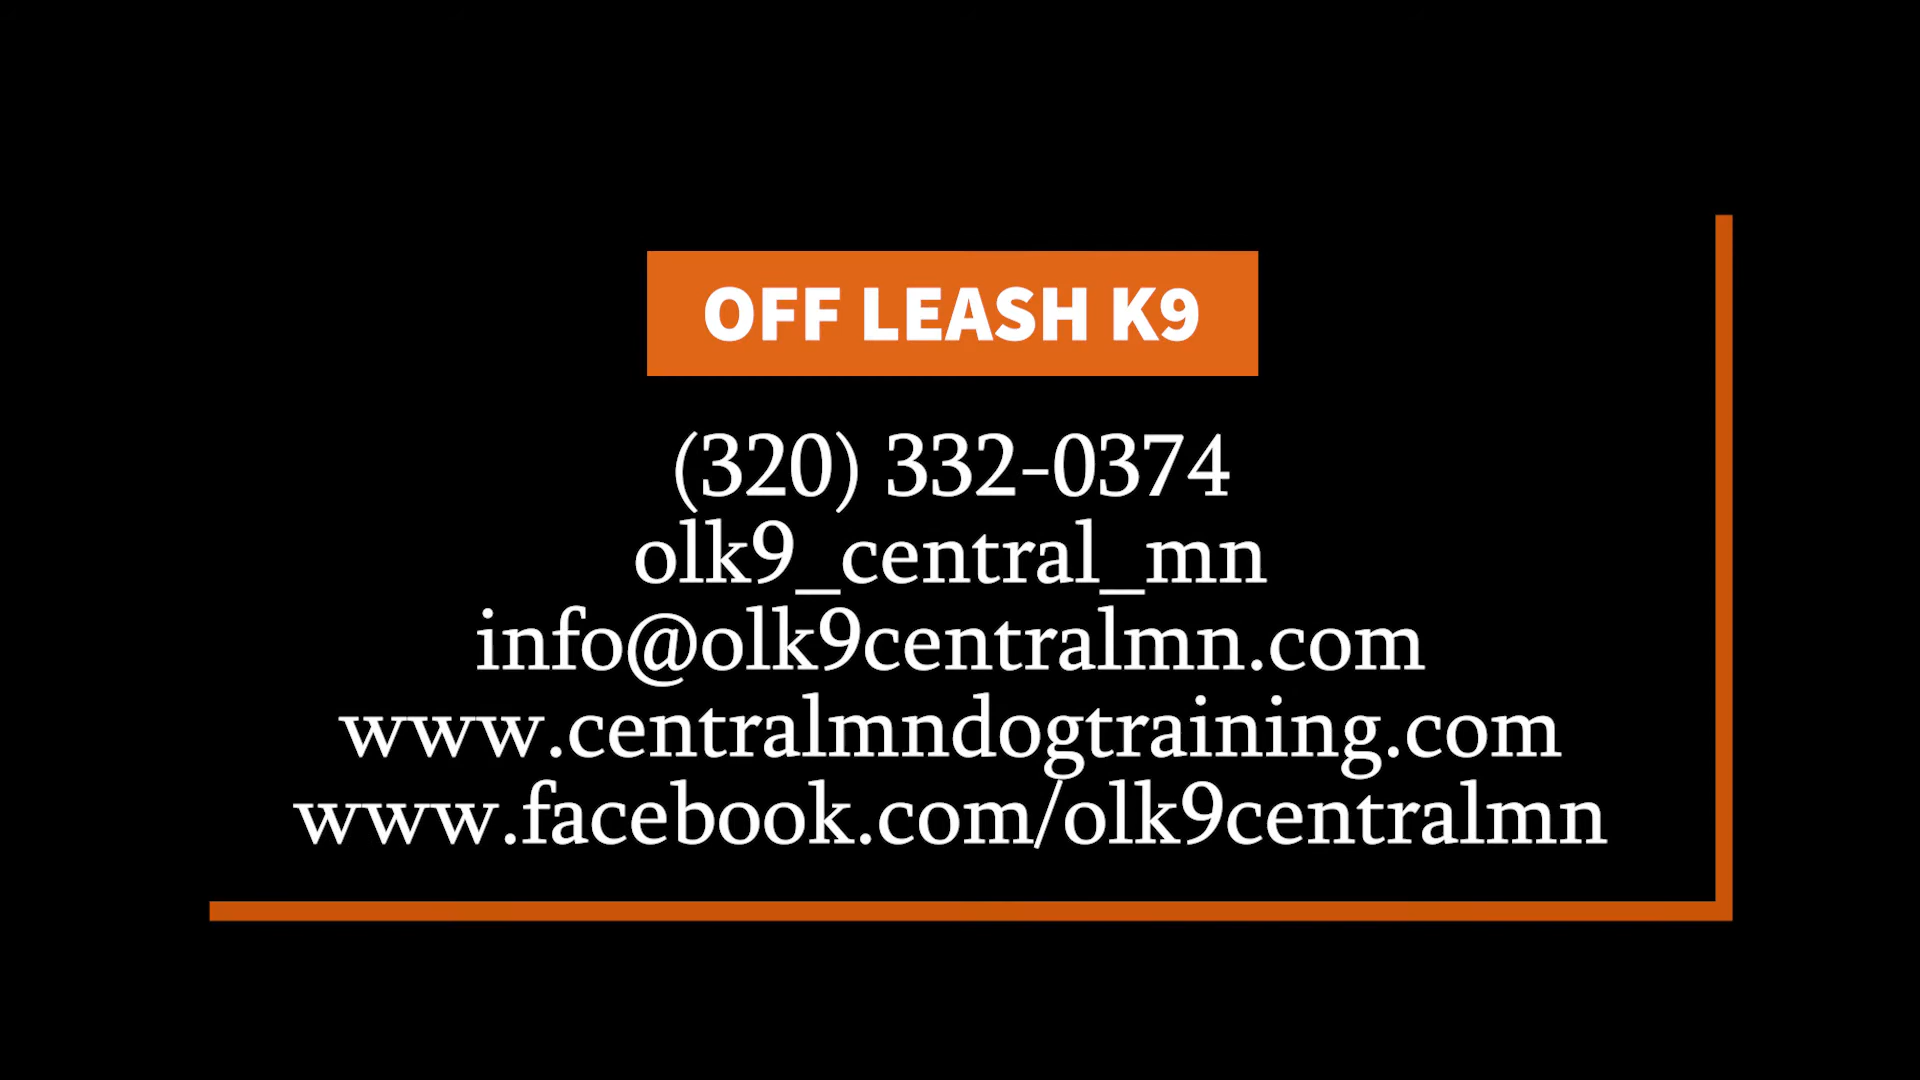 OFF LEASH K9
(320) 332-0374
olk9_central_mn
info@olk9centralmn.com
www.centralmndogtraining.com
www.facebook.com/olk9centralmn